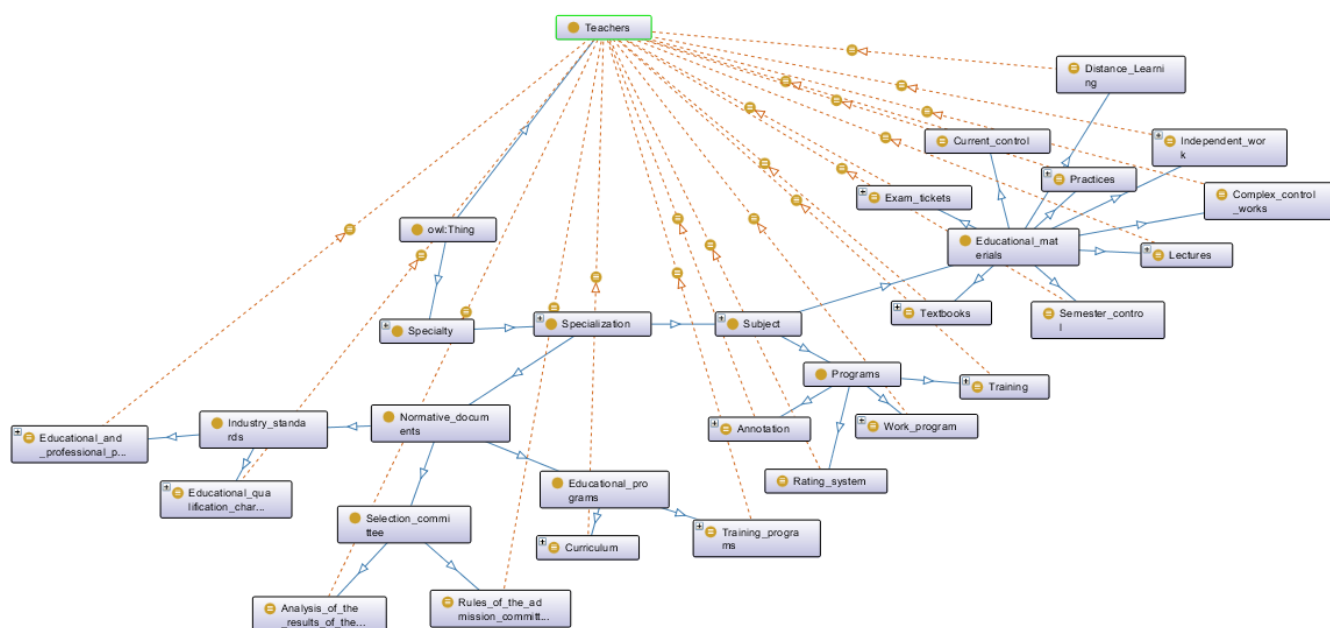 Teachers
Distance_Learni
ng
Current_control
Independent_wor
k
Practices
Exam_tickets
Complex_control
_works
owl:Thing
Educational_mat
erials
Lectures
Specialty
Specialization
Subject
Textbooks
Semester_contro
l
Programs
Training
Industry_standa
rds
Normative_docum
ents
Annotation
Work_program
Educational_and
_professional_p...
Rating_system
Educational_qua
lification_char...
Educational_pro
grams
Selection_commi
ttee
Curriculum
Training_progra
ms
Analysis_of_the
_results_of_the...
Rules_of_the_ad
mission_committ...